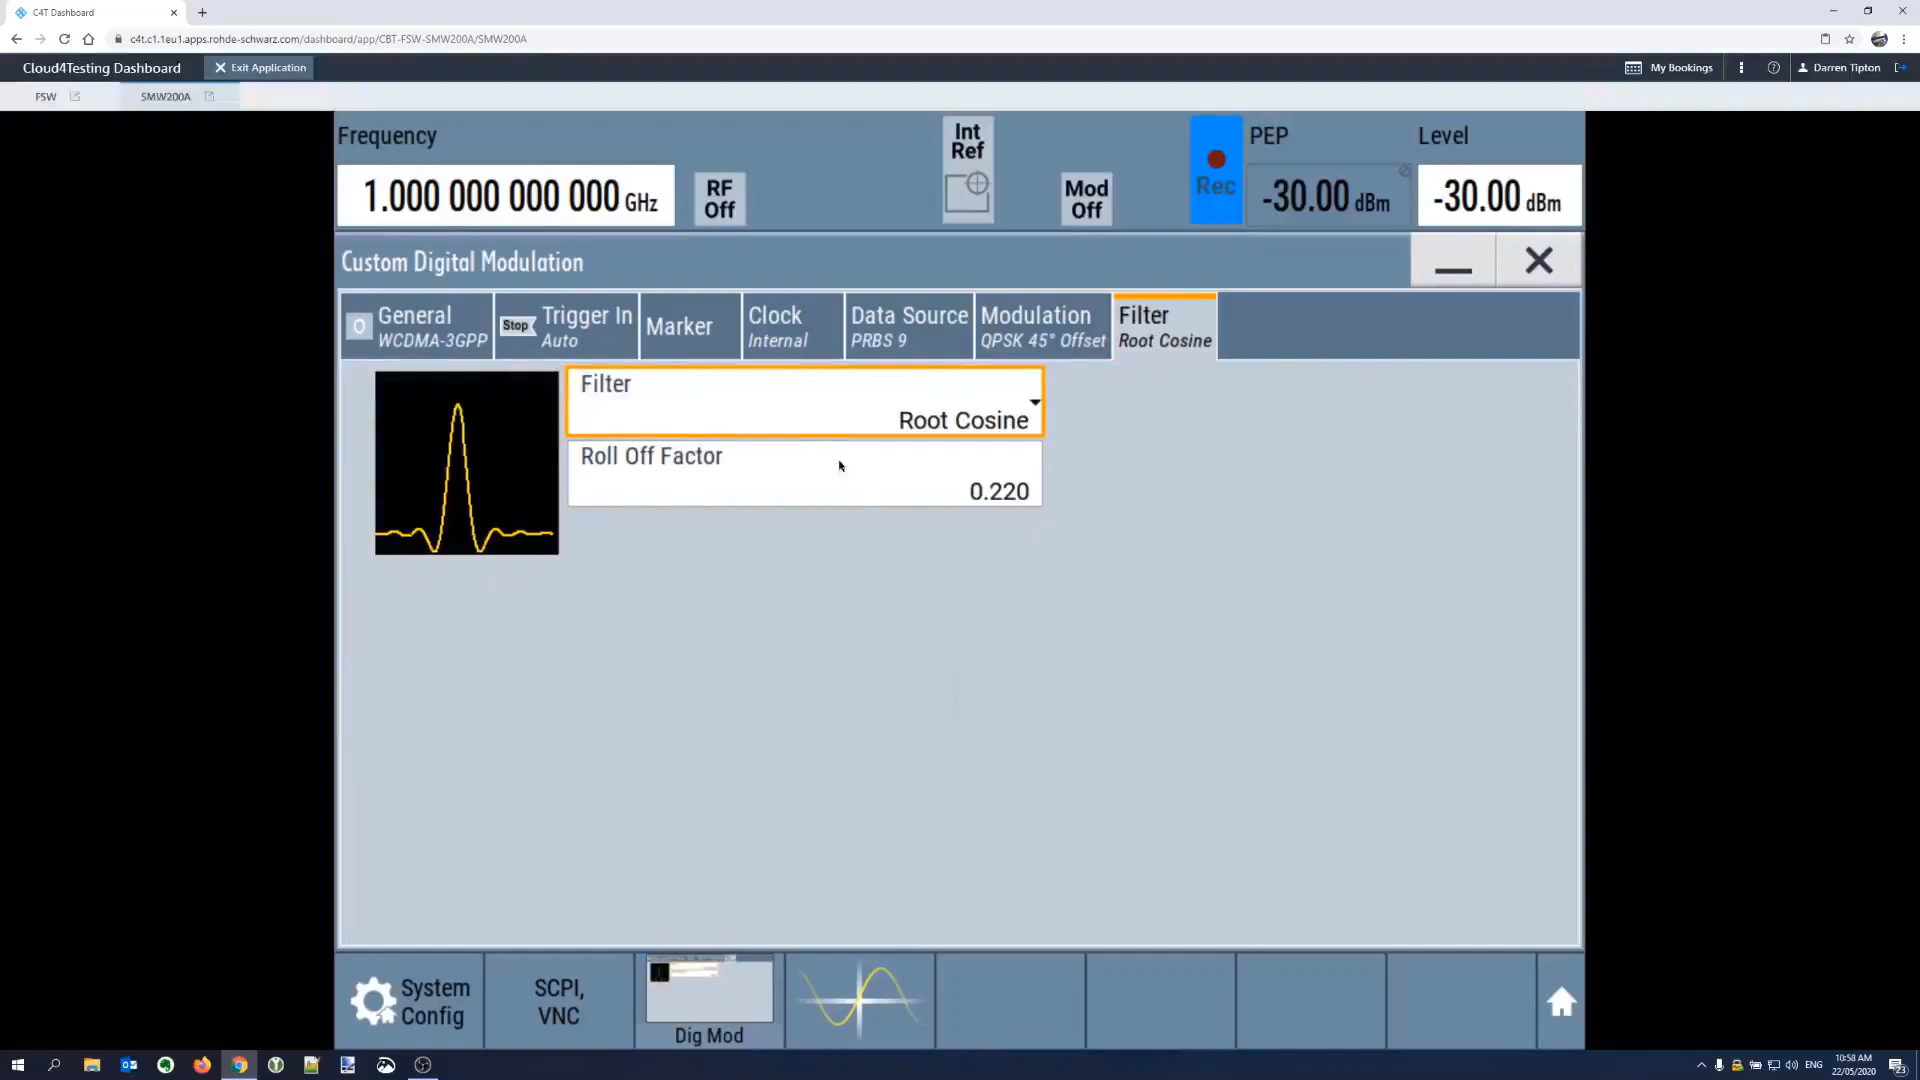 C4T Dashboard
c4t.c1.1eu1.apps.rohde-schwarz.com/dashboard/app/CBT-FSW-SMW200A/SMW200A
Cloud4Testing Dashboard
Exit Application
My Bookings
Darren Tipton
FSW
SMW200A
Frequency
1.000 000 000 000 GHz
RF
Off
Int
Ref
Mod
Off
Rec
PEP
-30.00 dBm
Level
-30.00 dBm
Custom Digital Modulation
General
WCDMA-3GPP
Stop
Trigger In
Auto
Marker
Clock
Internal
Data Source
PRBS 9
Modulation
QPSK 45° Offset
Filter
Root Cosine
Filter
Root Cosine
Roll Off Factor
0.220
System
Config
SCPI,
VNC
Dig Mod
ENG
10:58 AM
22/05/2020
23